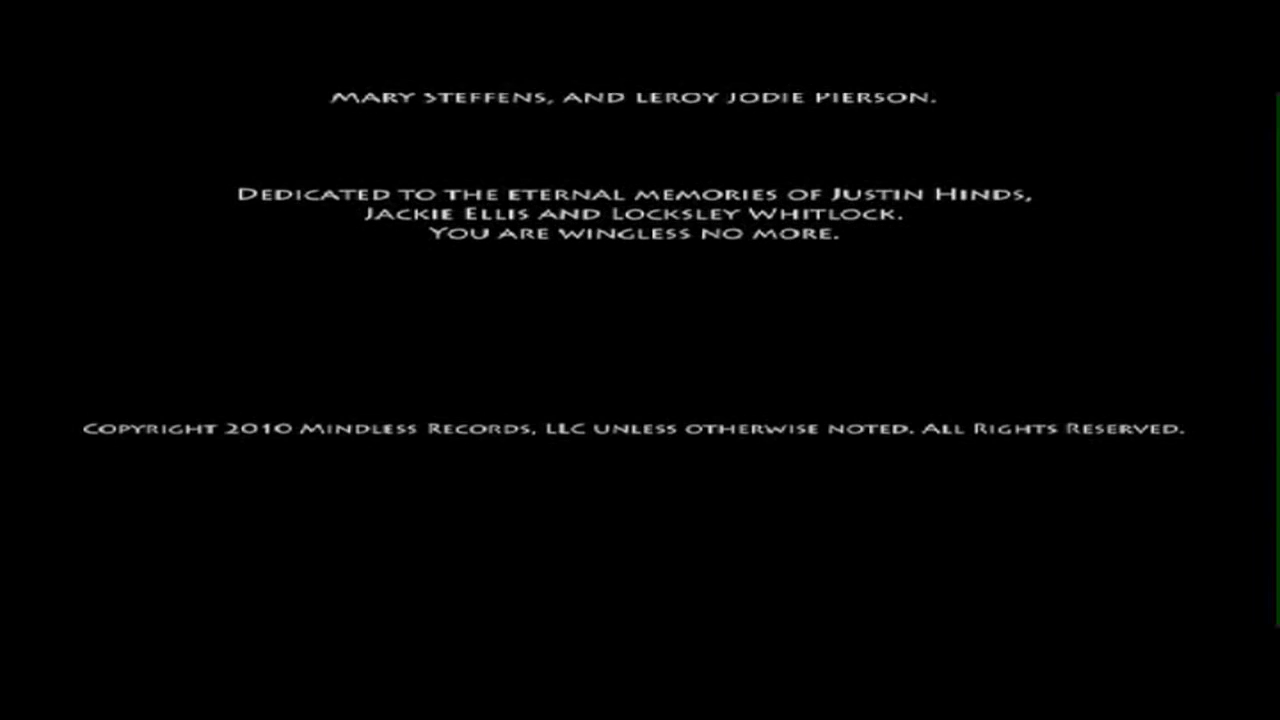 Mary Steffens, and Leroy Jodie Pierson.
Dedicated to the eternal memories of Justin Hinds,
Jackie Ellis and Locksley Whitlock.
You are wingless no more.
Copyright 2010 Mindless Records, LLC unless otherwise noted. All Rights Reserved.